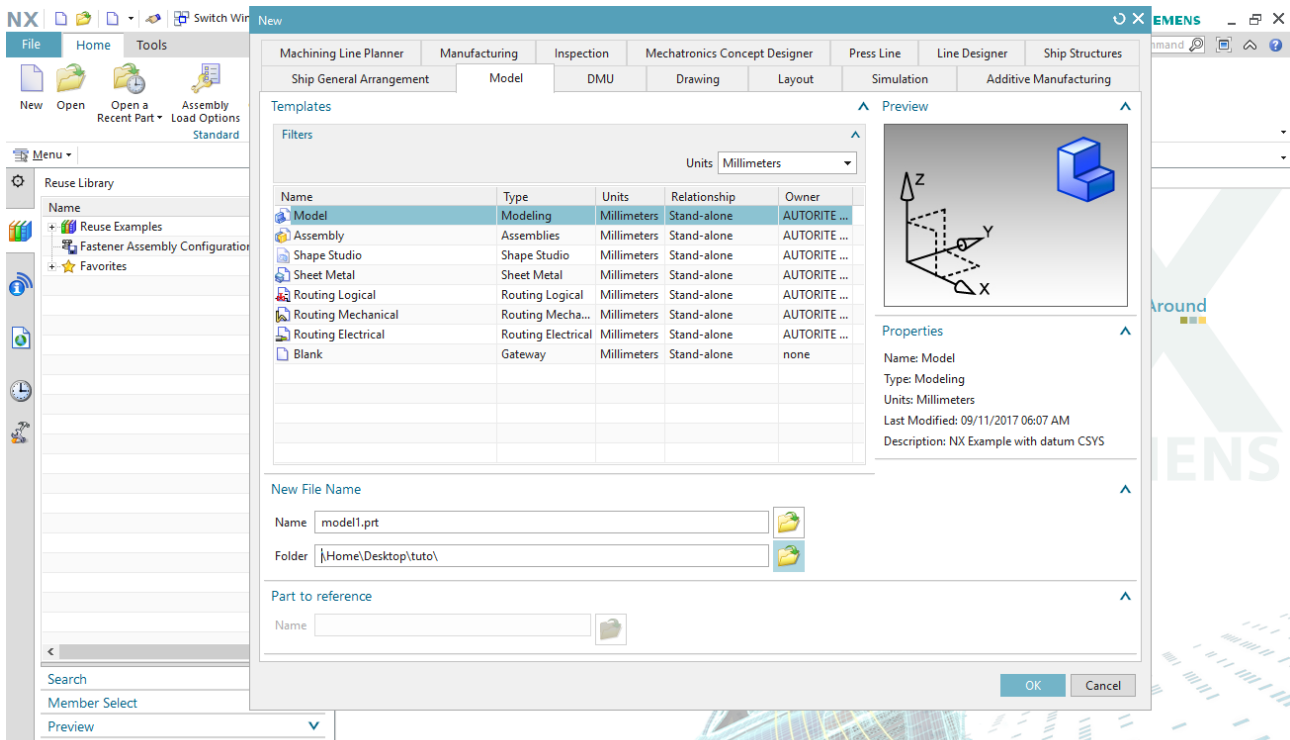 NX
Switch Win
New
EMENS
File
Home
Tools
mmand
Machining Line Planner
Manufacturing
Inspection
Mechatronics Concept Designer
Press Line
Line Designer
Ship Structures
Ship General Arrangement
Model
DMU
Drawing
Layout
Simulation
Additive Manufacturing
New
Open
Open a
Recent Part
Assembly
Load Options
Standard
Menu
Reuse Library
Name
Reuse Examples
Fastener Assembly Configuration
Favorites
Templates
Filters
Units Millimeters
Name Type Units Relationship Owner
Model Modeling Millimeters Stand-alone AUTORITE ...
Assembly Assemblies Millimeters Stand-alone AUTORITE ...
Shape Studio Shape Studio Millimeters Stand-alone AUTORITE ...
Sheet Metal Sheet Metal Millimeters Stand-alone AUTORITE ...
Routing Logical Routing Logical Millimeters Stand-alone AUTORITE ...
Routing Mechanical Routing Mecha... Millimeters Stand-alone AUTORITE ...
Routing Electrical Routing Electrical Millimeters Stand-alone AUTORITE ...
Blank Gateway Millimeters Stand-alone none
Preview
Z
Y
X
Properties
Name: Model
Type: Modeling
Units: Millimeters
Last Modified: 09/11/2017 06:07 AM
Description: NX Example with datum CSYS
Around
X
IENS
New File Name
Name model1.prt
Folder \Home\Desktop\tuto\
Part to reference
Name
OK
Cancel
Search
Member Select
Preview